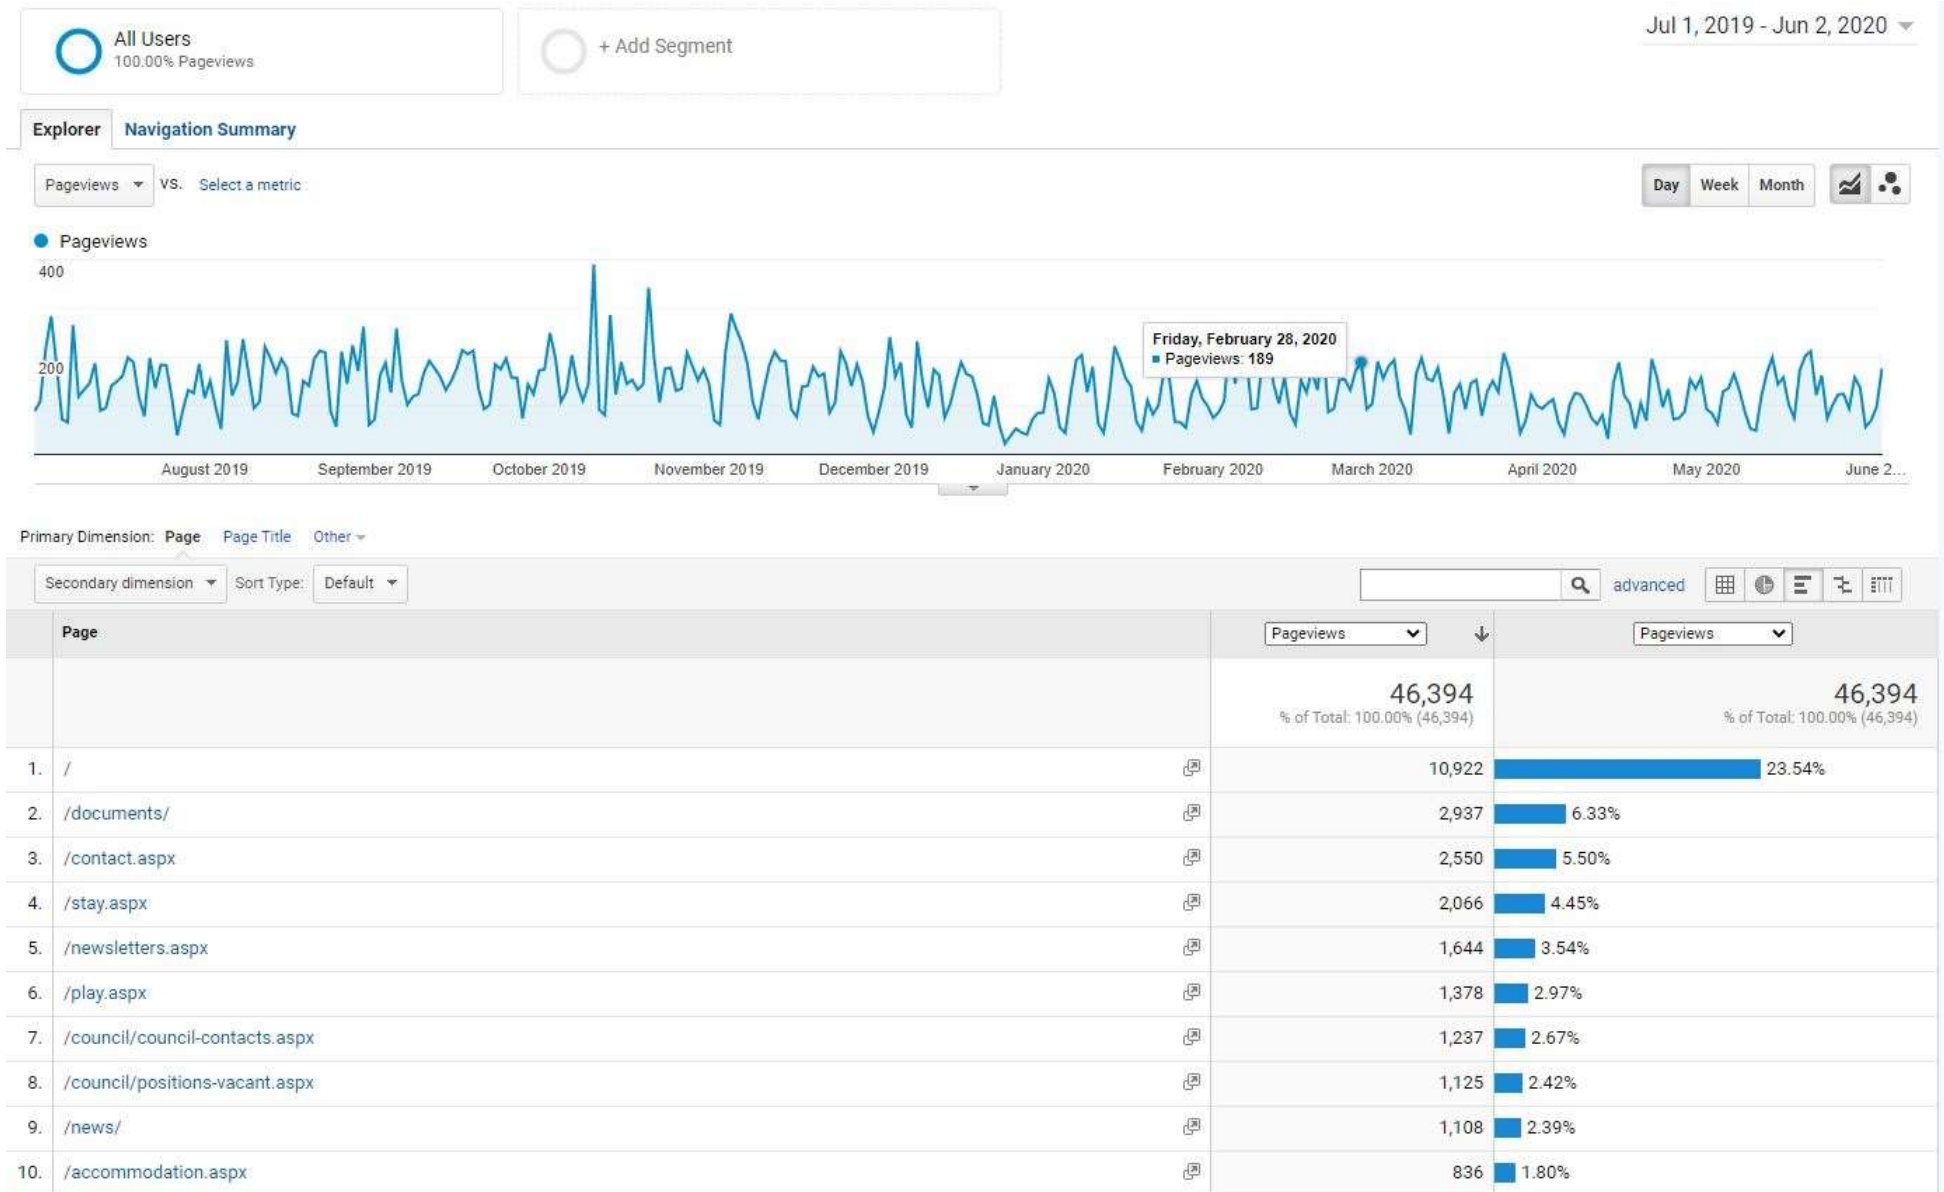 All Users
100.00% Pageviews
+ Add Segment
Jul 1, 2019 - Jun 2, 2020
Explorer Navigation Summary
Pageviews VS. Select a metric
Day Week Month
Pageviews
400
200
Friday, February 28, 2020
Pageviews: 189
August 2019 September 2019 October 2019 November 2019 December 2019 January 2020 February 2020 March 2020 April 2020 May 2020 June 2...
Primary Dimension: Page Page Title Other
Secondary dimension Sort Type: Default advanced
Page Pageviews Pageviews
46,394 46,394
% of Total: 100.00% (46,394) % of Total: 100.00% (46,394)
1. / 10,922 23.54%
2. /documents/ 2,937 6.33%
3. /contact.aspx 2,550 5.50%
4. /stay.aspx 2,066 4.45%
5. /newsletters.aspx 1,644 3.54%
6. /play.aspx 1,378 2.97%
7. /council/council-contacts.aspx 1,237 2.67%
8. /council/positions-vacant.aspx 1,125 2.42%
9. /news/ 1,108 2.39%
10. /accommodation.aspx 836 1.80%